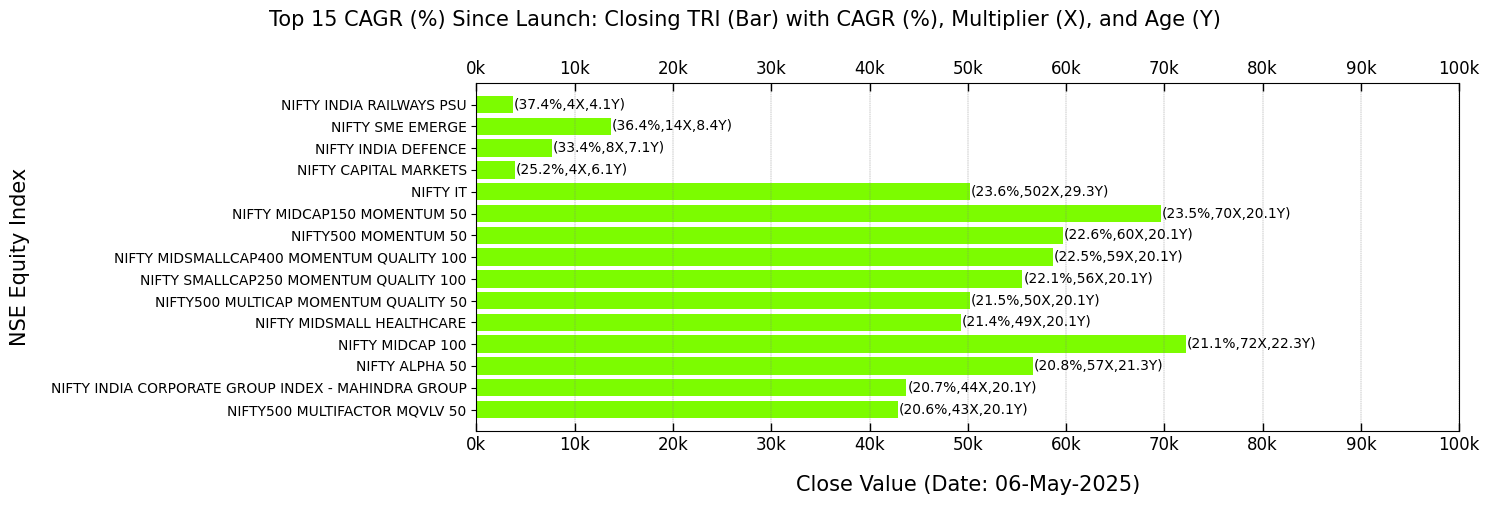 Top 15 CAGR (%) Since Launch: Closing TRI (Bar) with CAGR (%), Multiplier (X), and Age (Y)
0k 10k 20k 30k 40k 50k 60k 70k 80k 90k 100k
NSE Equity Index
NIFTY INDIA RAILWAYS PSU (37.4%,4X,4.1Y)
NIFTY SME EMERGE (36.4%,14X,8.4Y)
NIFTY INDIA DEFENCE (33.4%,8X,7.1Y)
NIFTY CAPITAL MARKETS (25.2%,4X,6.1Y)
NIFTY IT (23.6%,502X,29.3Y)
NIFTY MIDCAP150 MOMENTUM 50 (23.5%,70X,20.1Y)
NIFTY500 MOMENTUM 50 (22.6%,60X,20.1Y)
NIFTY MIDSMALLCAP400 MOMENTUM QUALITY 100 (22.5%,59X,20.1Y)
NIFTY SMALLCAP250 MOMENTUM QUALITY 100 (22.1%,56X,20.1Y)
NIFTY500 MULTICAP MOMENTUM QUALITY 50 (21.5%,50X,20.1Y)
NIFTY MIDSMALL HEALTHCARE (21.4%,49X,20.1Y)
NIFTY MIDCAP 100 (21.1%,72X,22.3Y)
NIFTY ALPHA 50 (20.8%,57X,21.3Y)
NIFTY INDIA CORPORATE GROUP INDEX - MAHINDRA GROUP (20.7%,44X,20.1Y)
NIFTY500 MULTIFACTOR MQVLV 50 (20.6%,43X,20.1Y)
0k 10k 20k 30k 40k 50k 60k 70k 80k 90k 100k
Close Value (Date: 06-May-2025)